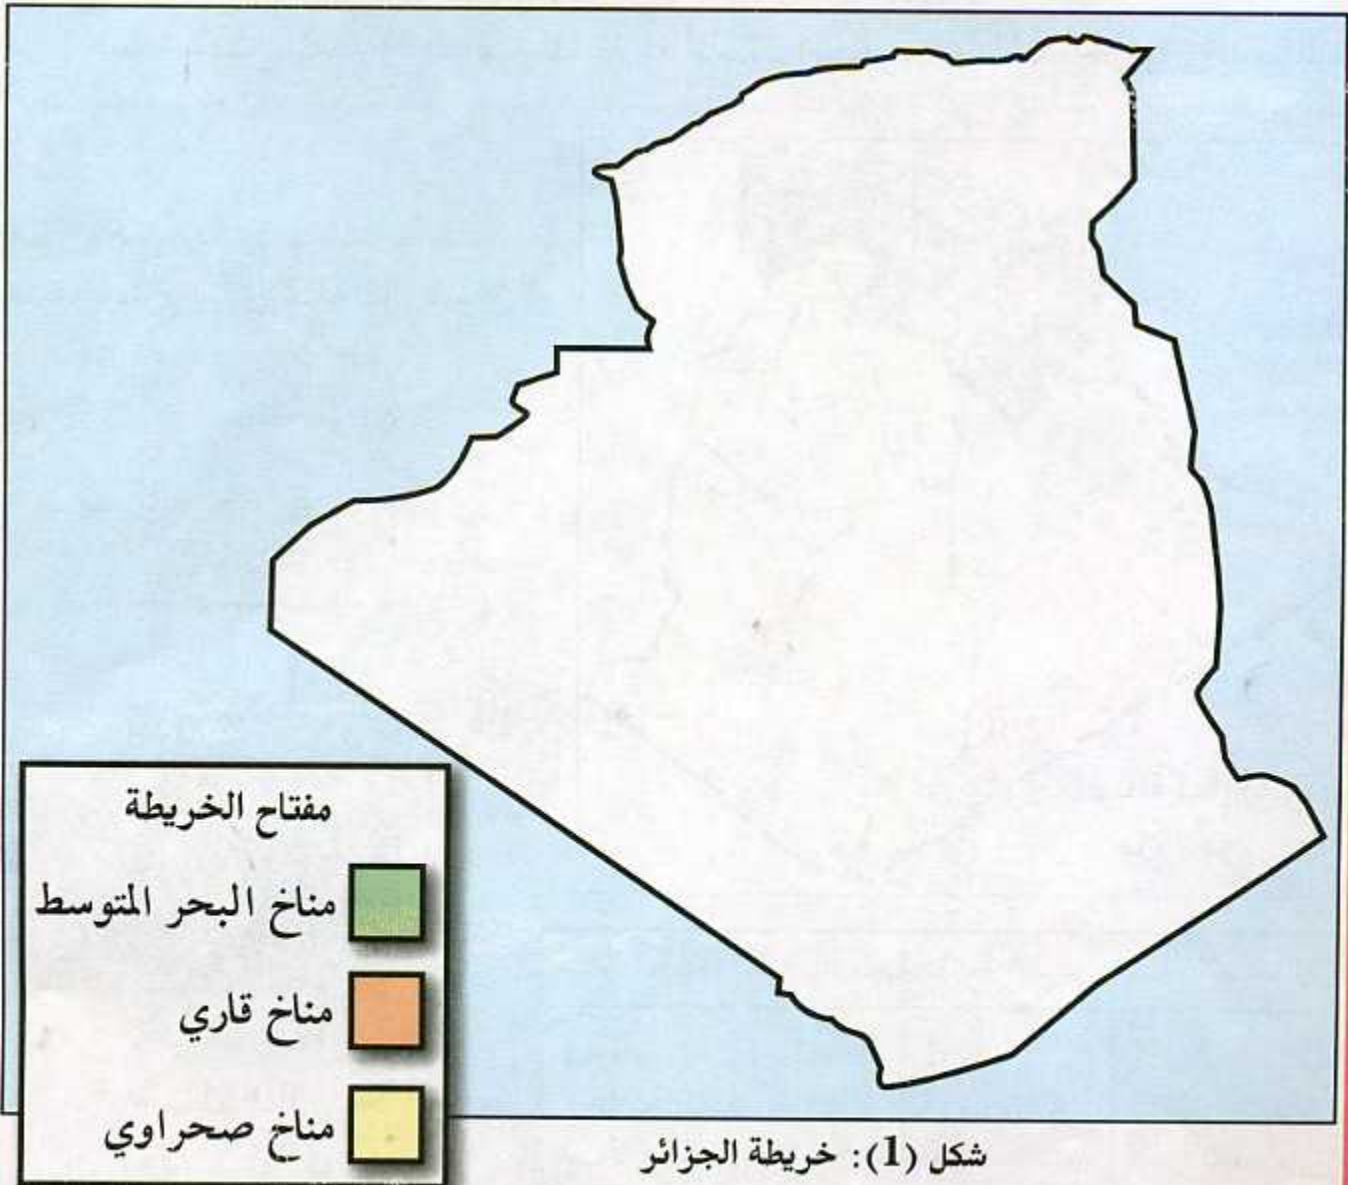 مفتاح الخريطة
مناخ البحر المتوسط
مناخ قاري
مناخ صحراوي
شكل (1): خريطة الجزائر